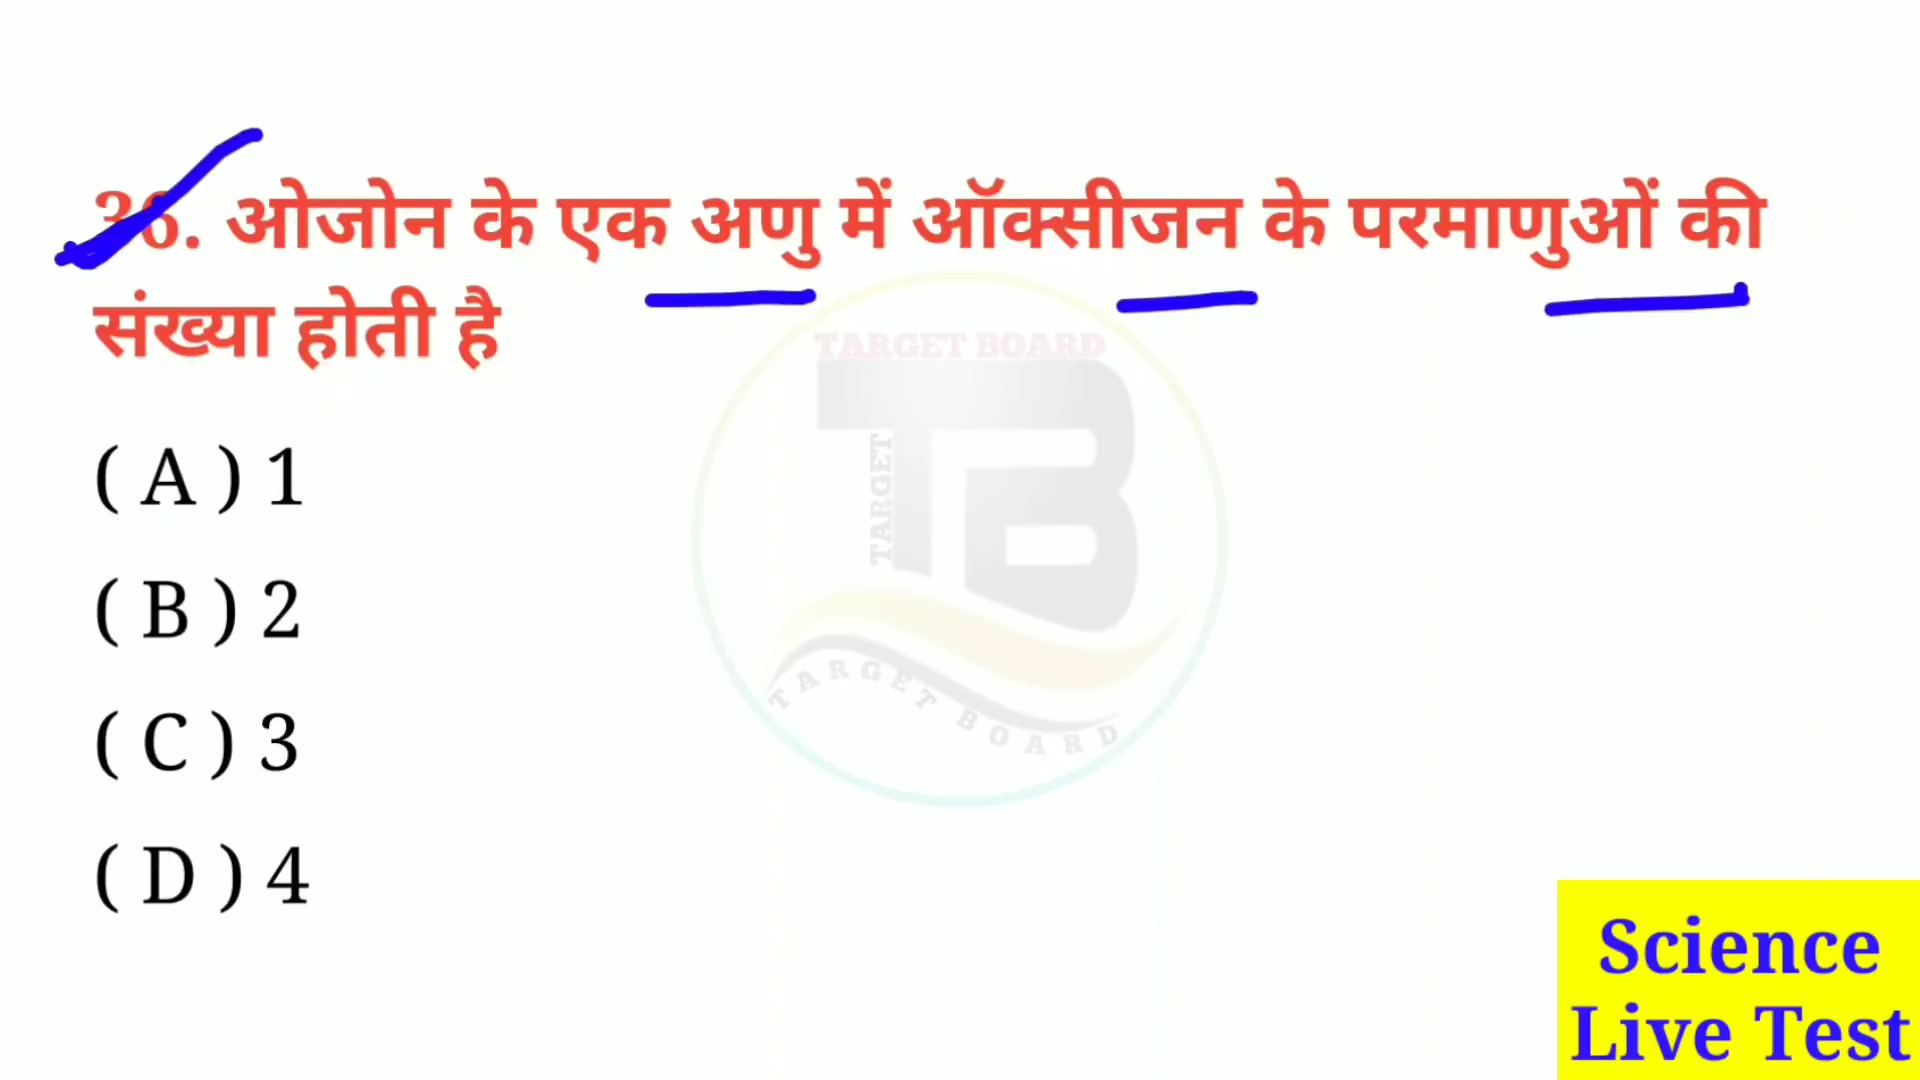 36. ओजोन के एक अणु में ऑक्सीजन के परमाणुओं की
संख्या होती है
( A ) 1
( B ) 2
( C ) 3
( D ) 4
TARGET BOARD
TARGET
TB
TARGET BOARD
Science
Live Test